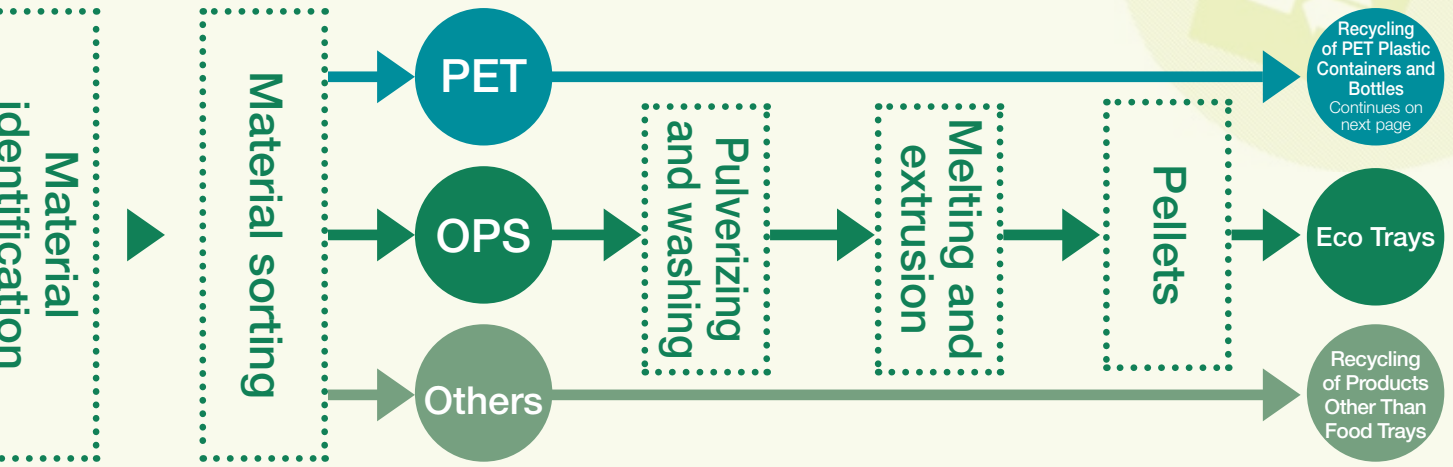 Material
identification
Material sorting
PET
OPS
Others
Pulverizing
and washing
Melting and
extrusion
Pellets
Recycling
of PET Plastic
Containers and
Bottles
Continues on
next page
Eco Trays
Recycling
of Products
Other Than
Food Trays